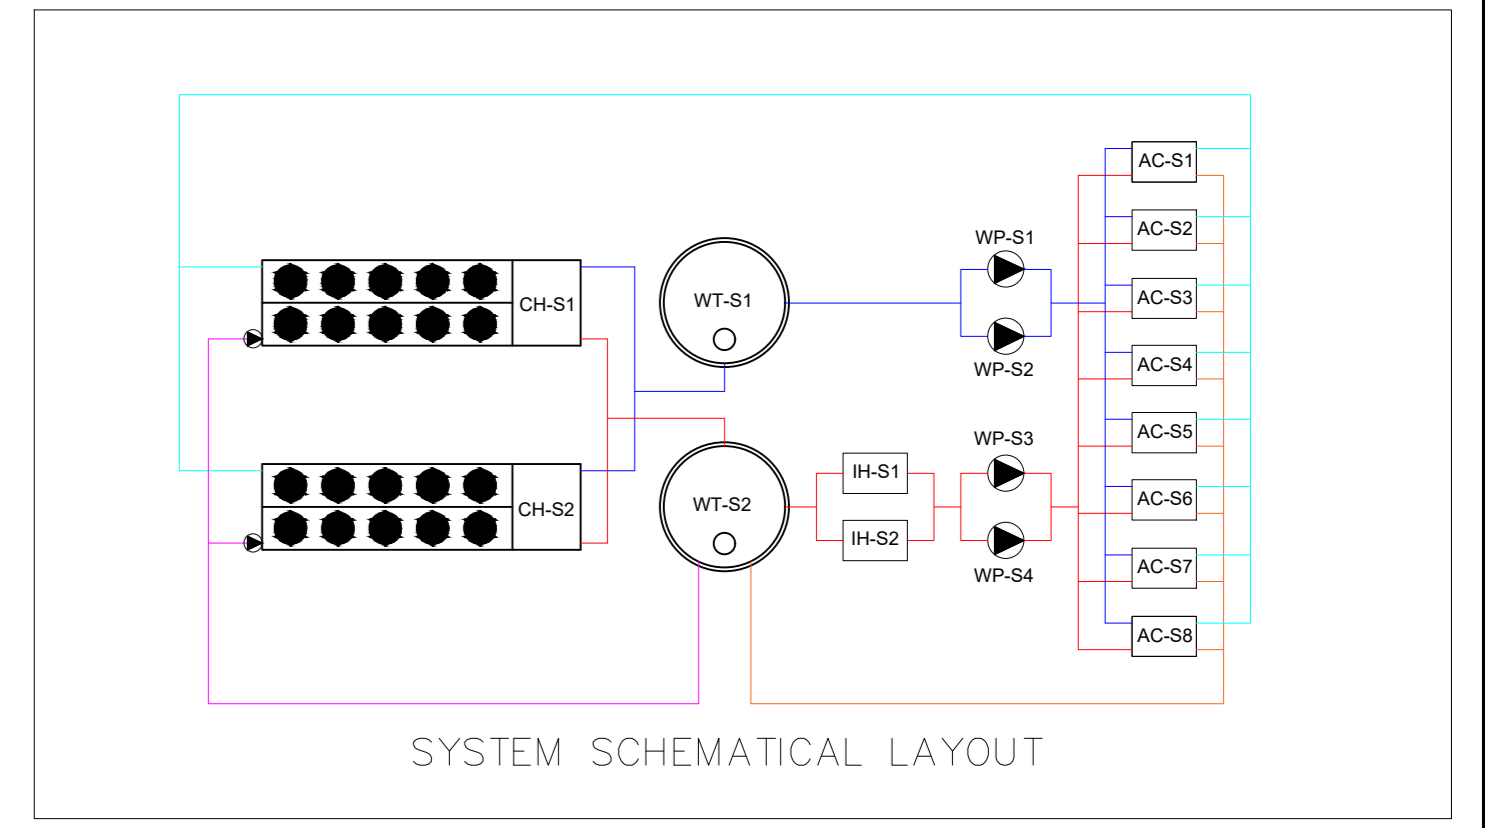 WP-S1
AC-S1
AC-S2
CH-S1
WT-S1
AC-S3
WP-S2
AC-S4
AC-S5
WP-S3
IH-S1
CH-S2
WT-S2
AC-S6
IH-S2
WP-S4
AC-S7
AC-S8
SYSTEM SCHEMATICAL LAYOUT